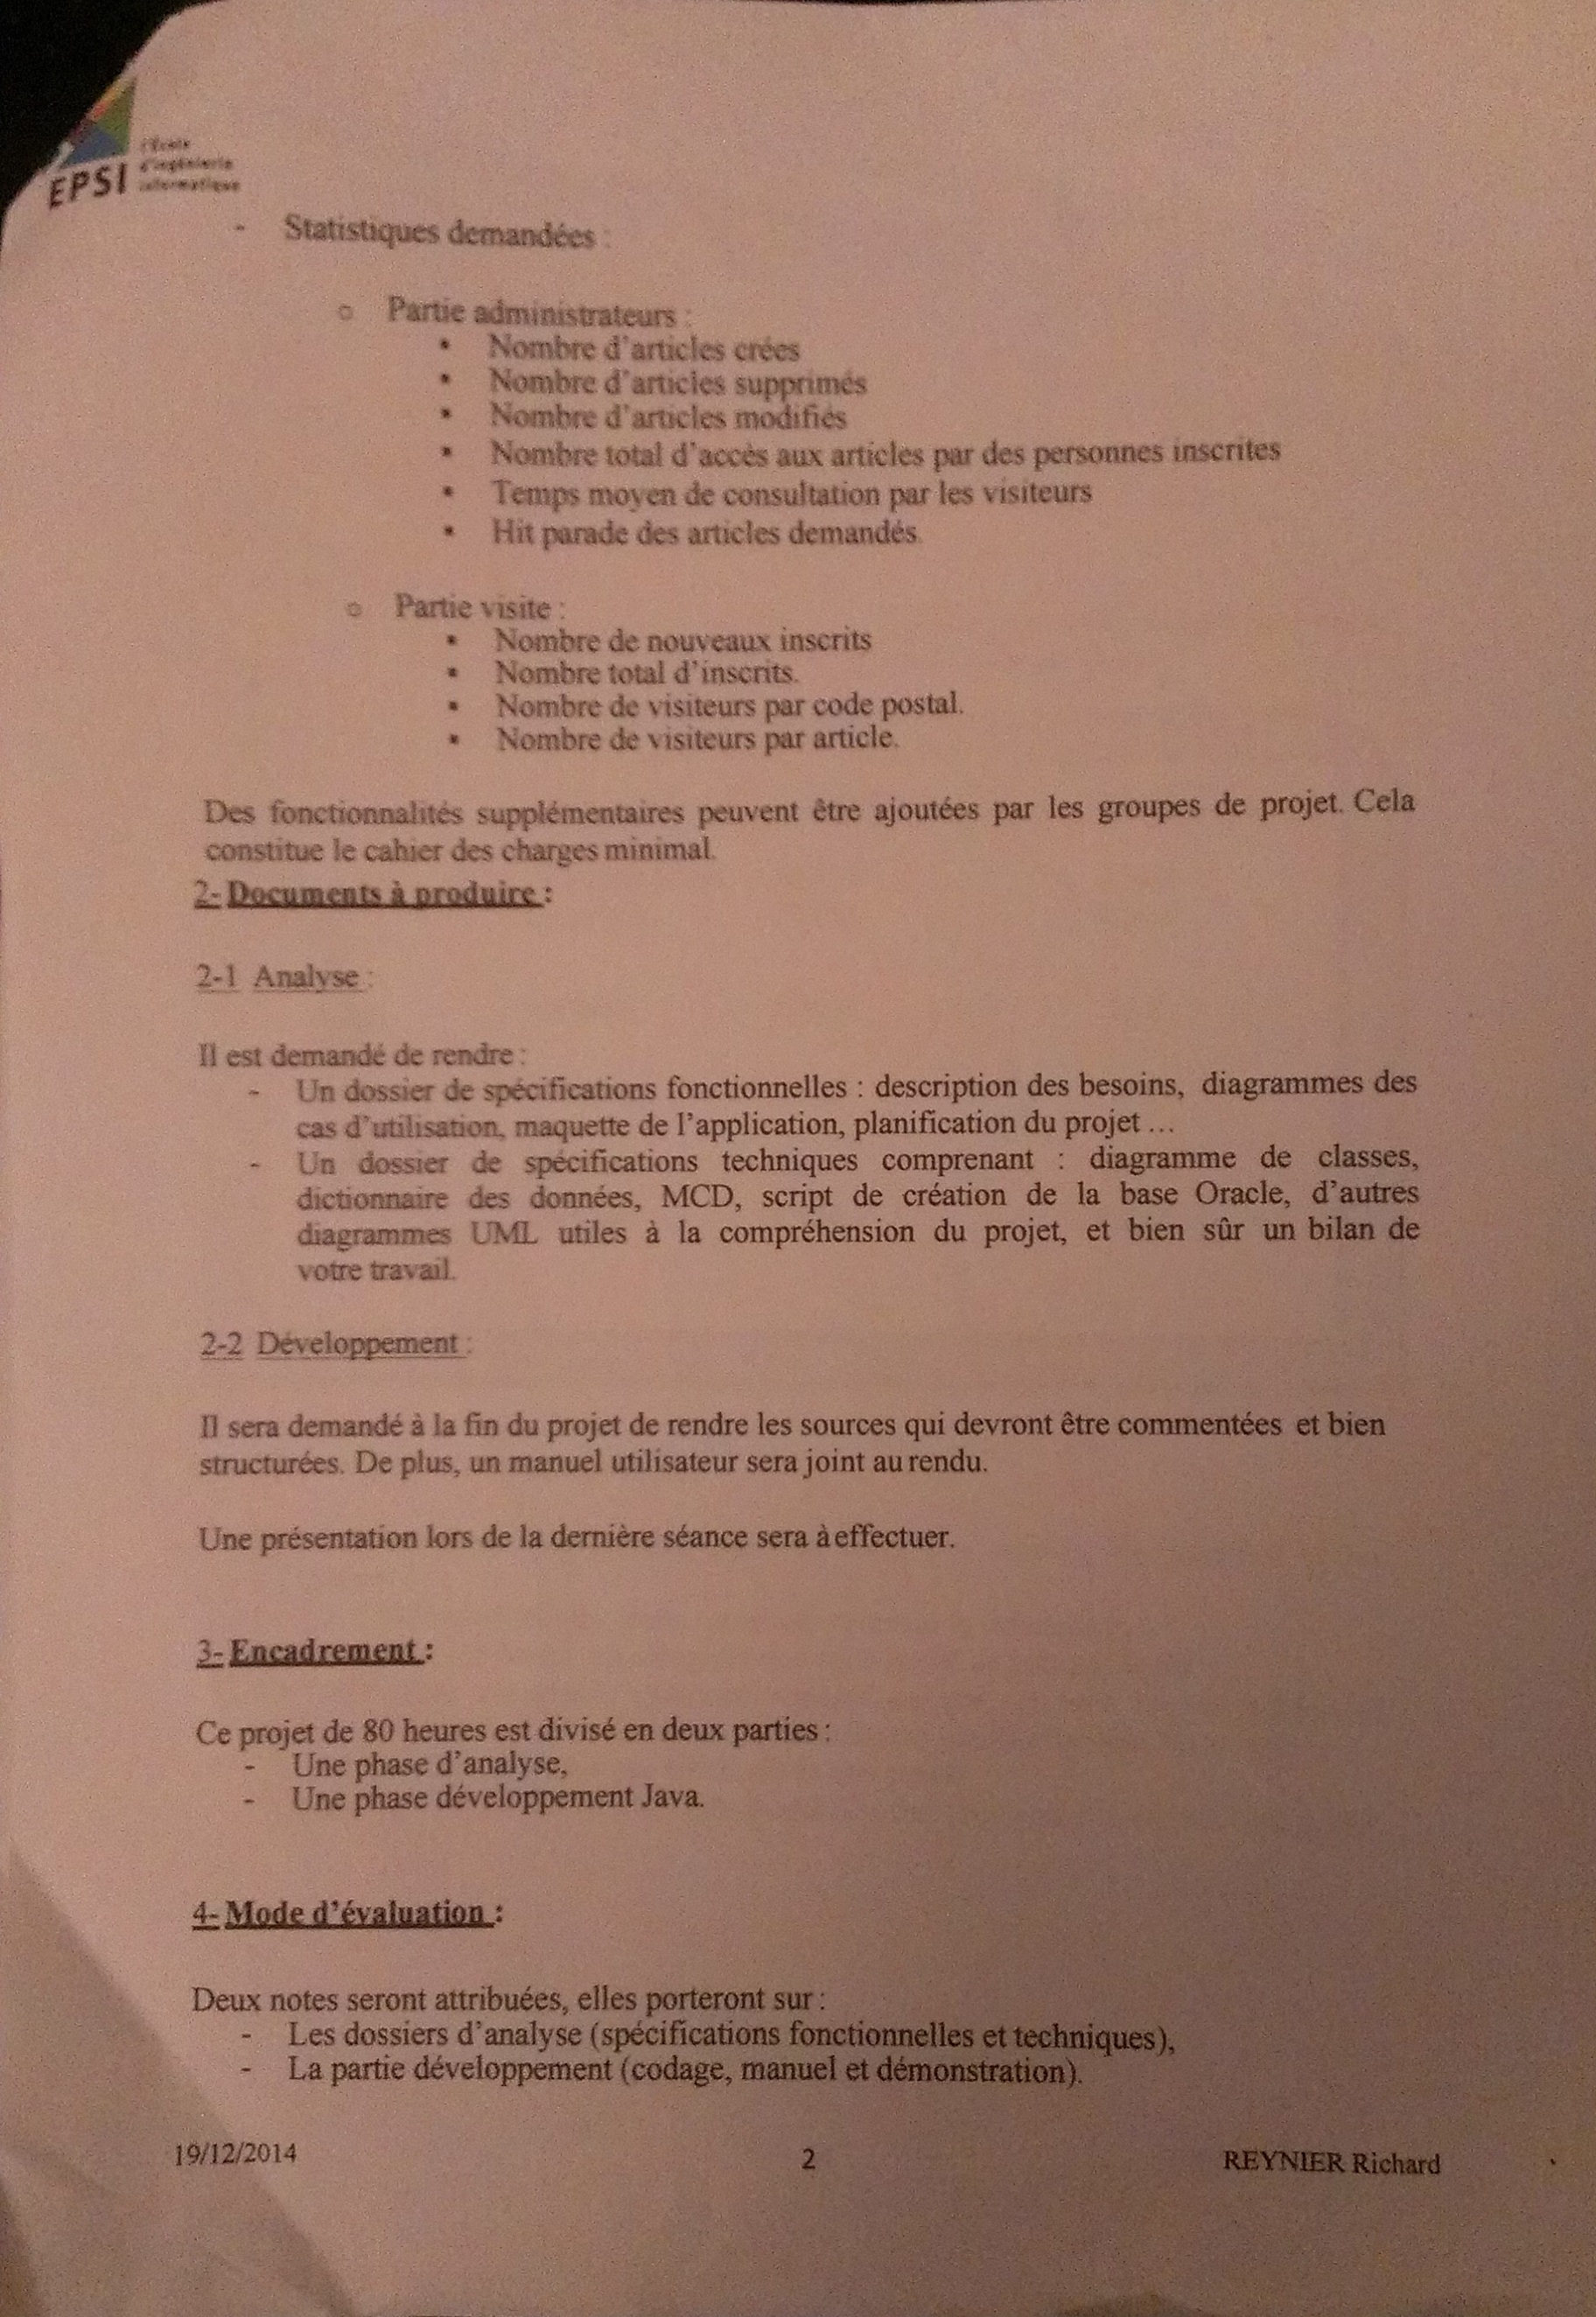 l'École
d'ingénierie
informatique
EPSI
- Statistiques demandées :
o Partie administrateurs :
▪ Nombre d'articles crées
▪ Nombre d'articles supprimés
▪ Nombre d'articles modifiés
▪ Nombre total d'accès aux articles par des personnes inscrites
▪ Temps moyen de consultation par les visiteurs
▪ Hit parade des articles demandés.
o Partie visite :
▪ Nombre de nouveaux inscrits
▪ Nombre total d'inscrits.
▪ Nombre de visiteurs par code postal.
▪ Nombre de visiteurs par article.
Des fonctionnalités supplémentaires peuvent être ajoutées par les groupes de projet. Cela
constitue le cahier des charges minimal.
2- Documents à produire :
2-1 Analyse :
Il est demandé de rendre :
- Un dossier de spécifications fonctionnelles : description des besoins, diagrammes des
cas d'utilisation, maquette de l'application, planification du projet ...
- Un dossier de spécifications techniques comprenant : diagramme de classes,
dictionnaire des données, MCD, script de création de la base Oracle, d'autres
diagrammes UML utiles à la compréhension du projet, et bien sûr un bilan de
votre travail.
2-2 Développement :
Il sera demandé à la fin du projet de rendre les sources qui devront être commentées et bien
structurées. De plus, un manuel utilisateur sera joint au rendu.
Une présentation lors de la dernière séance sera à effectuer.
3- Encadrement :
Ce projet de 80 heures est divisé en deux parties :
- Une phase d'analyse,
- Une phase développement Java.
4- Mode d'évaluation :
Deux notes seront attribuées, elles porteront sur :
- Les dossiers d'analyse (spécifications fonctionnelles et techniques),
- La partie développement (codage, manuel et démonstration).
19/12/2014 2 REYNIER Richard